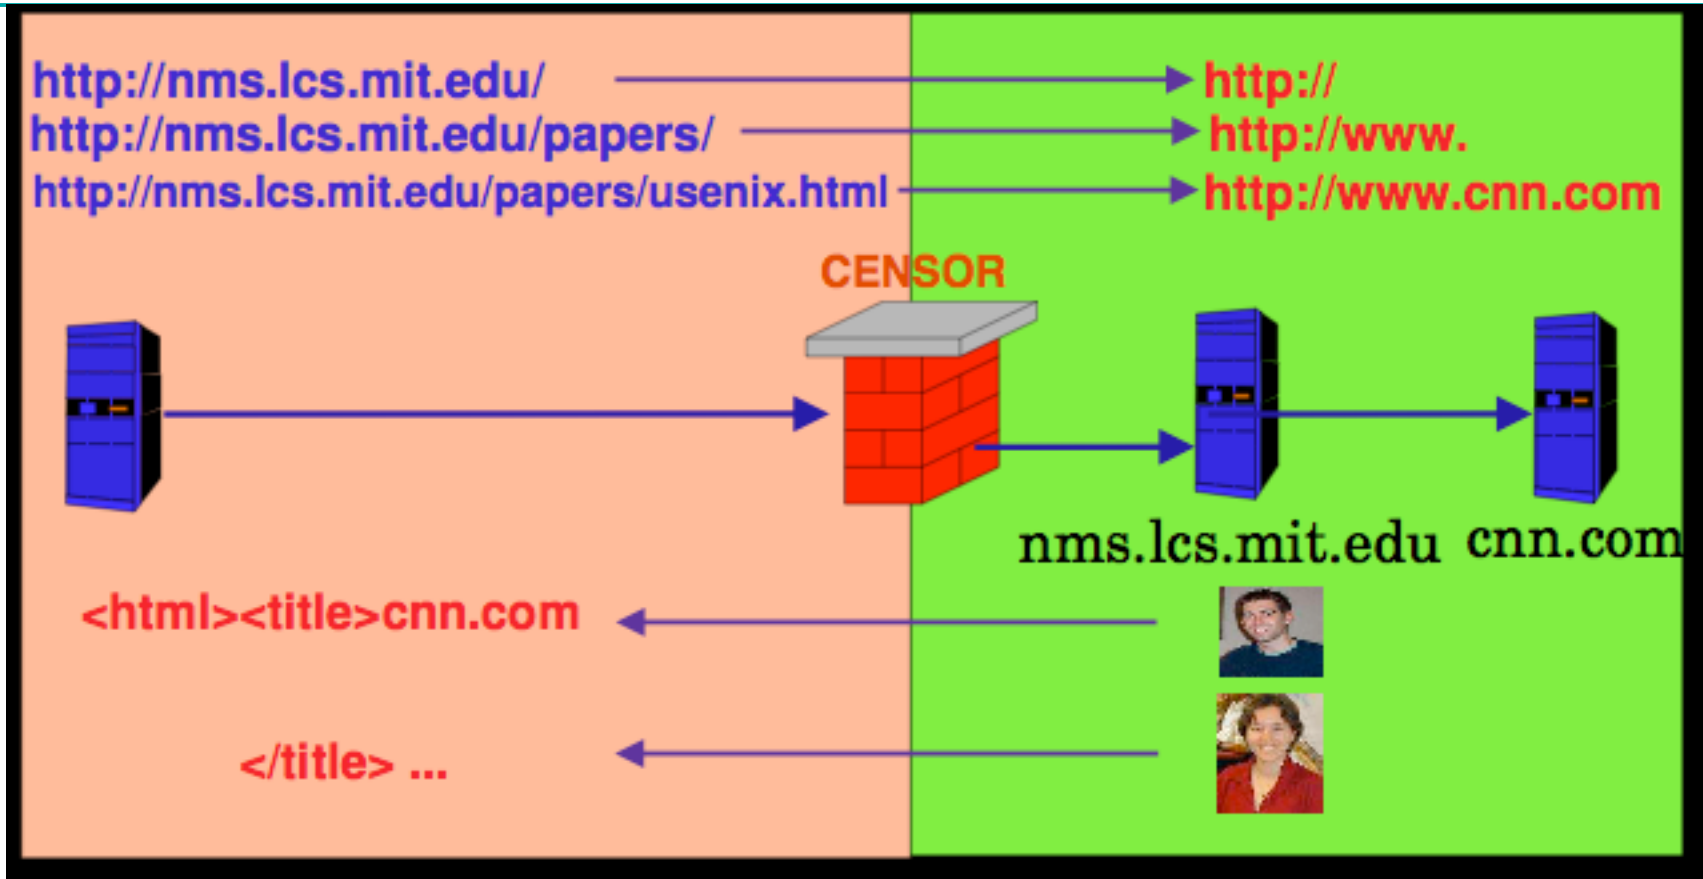 http://nms.lcs.mit.edu/ http://
http://nms.lcs.mit.edu/papers/ http://www.
http://nms.lcs.mit.edu/papers/usenix.html http://www.cnn.com
CENSOR
nms.lcs.mit.edu cnn.com
<html><title>cnn.com
</title> ...